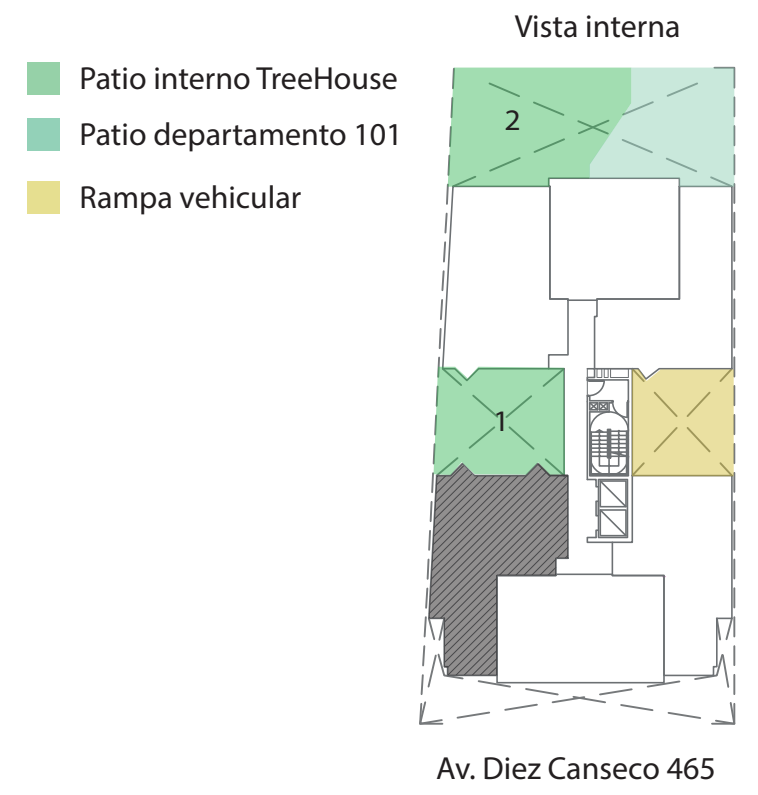 Vista interna
Patio interno TreeHouse
Patio departamento 101
Rampa vehicular
2
1
Av. Diez Canseco 465